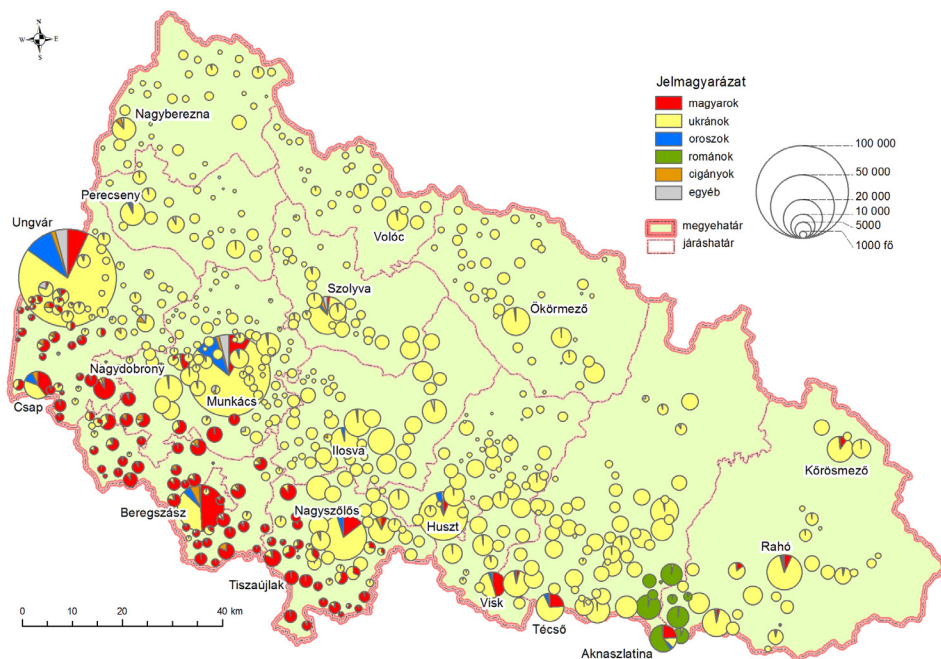 N
W E
S
Jelmagyarázat
magyarok
ukránok
oroszok
románok
cigányok
egyéb
megyehatár
járáshatár
100 000
50 000
20 000
10 000
5000
1000 fő
Nagyberezna
Perecseny
Ungvár
Volóc
Szolyva
Ökörmező
Nagydobrony
Munkács
Csap
Ilosva
Kőrösmező
Beregszász
Nagyszőlős
Huszt
Rahó
Tiszaújlak
Visk
Técső
Aknaszlatina
0 10 20 40 km